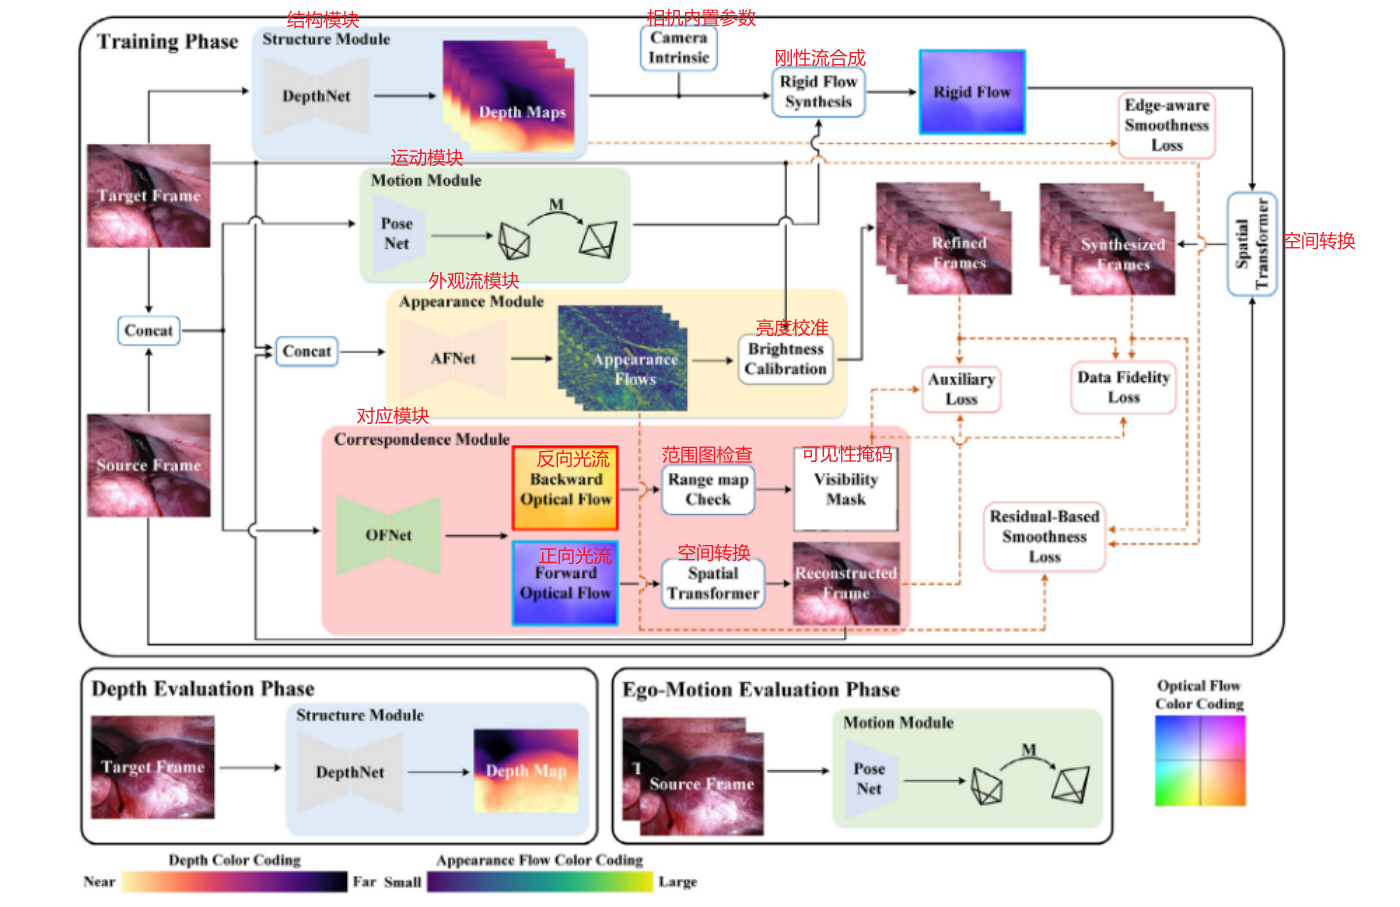 Training Phase
结构模块
Structure Module
DepthNet
Depth Maps
相机内置参数
Camera
Intrinsic
刚性流合成
Rigid Flow
Synthesis
Rigid Flow
Edge-aware
Smoothness
Loss
Target Frame
运动模块
Motion Module
Pose
Net
M
Refined
Frames
Synthesized
Frames
Spatial
Transformer
空间转换
外观流模块
Appearance Module
Concat
Concat
AFNet
Appearance
Flows
亮度校准
Brightness
Calibration
Auxiliary
Loss
Data Fidelity
Loss
Source Frame
对应模块
Correspondence Module
OFNet
反向光流
Backward
Optical Flow
范围图检查
Range map
Check
可见性掩码
Visibility
Mask
正向光流
Forward
Optical Flow
空间转换
Spatial
Transformer
Reconstructed
Frame
Residual-Based
Smoothness
Loss
Depth Evaluation Phase
Target Frame
Structure Module
DepthNet
Depth Map
Ego-Motion Evaluation Phase
T
Source Frame
Motion Module
Pose
Net
M
Optical Flow
Color Coding
Depth Color Coding
Near
Far
Appearance Flow Color Coding
Small
Large